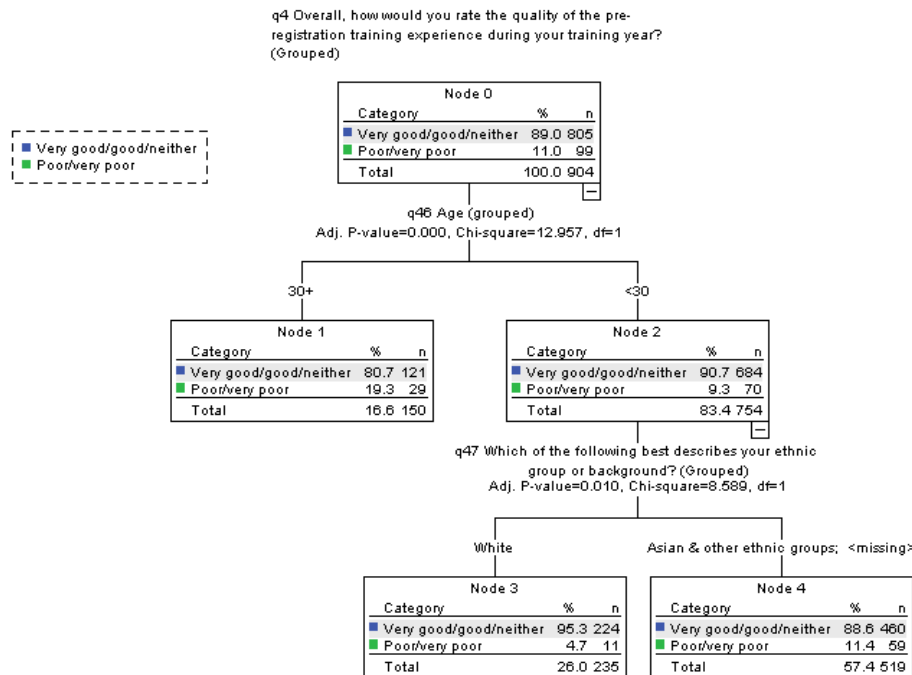 q4 Overall, how would you rate the quality of the pre-
registration training experience during your training year?
(Grouped)
Very good/good/neither
Poor/very poor
Node 0
Category % n
Very good/good/neither 89.0 805
Poor/very poor 11.0 99
Total 100.0 904
q46 Age (grouped)
Adj. P-value=0.000, Chi-square=12.957, df=1
30+
<30
Node 1
Category % n
Very good/good/neither 80.7 121
Poor/very poor 19.3 29
Total 16.6 150
Node 2
Category % n
Very good/good/neither 90.7 684
Poor/very poor 9.3 70
Total 83.4 754
q47 Which of the following best describes your ethnic
group or background? (Grouped)
Adj. P-value=0.010, Chi-square=8.589, df=1
White
Asian & other ethnic groups; <missing>
Node 3
Category % n
Very good/good/neither 95.3 224
Poor/very poor 4.7 11
Total 26.0 235
Node 4
Category % n
Very good/good/neither 88.6 460
Poor/very poor 11.4 59
Total 57.4 519